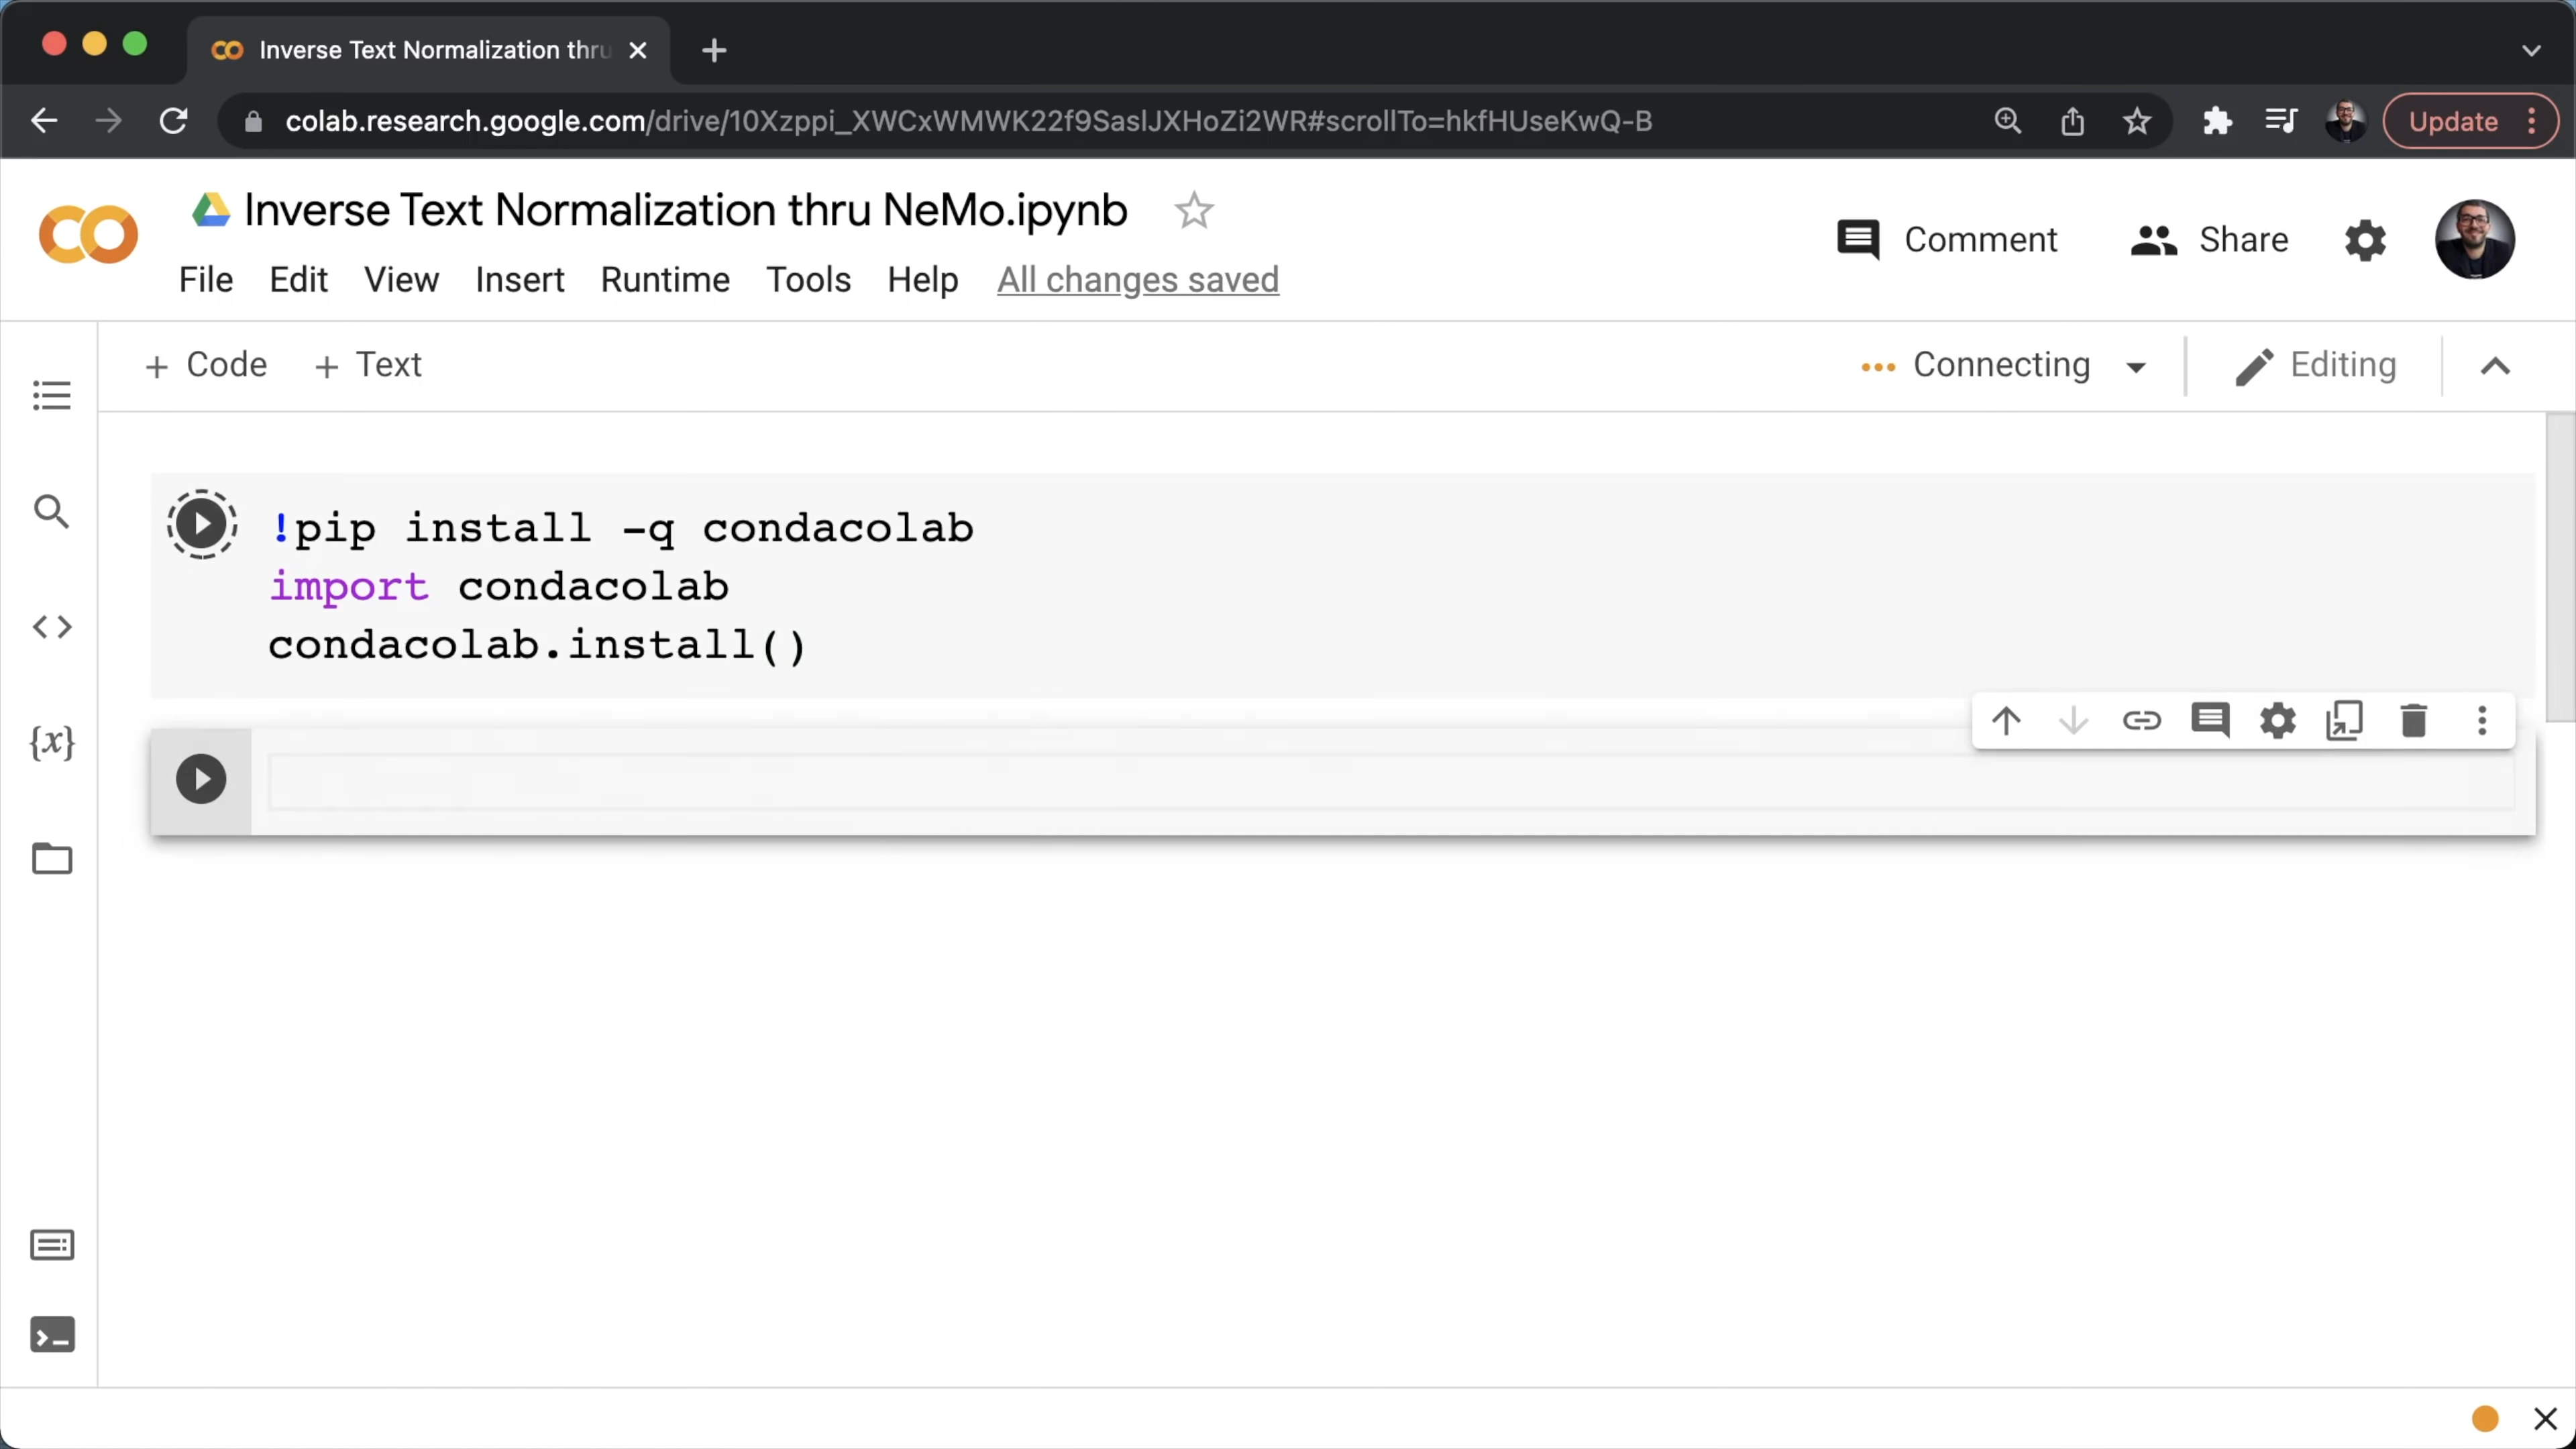 Inverse Text Normalization thru
colab.research.google.com/drive/10Xzppi_XWCxWMWK22f9SaslJXHoZi2WR#scrollTo=hkfHUseKwQ-B
Update
Inverse Text Normalization thru NeMo.ipynb
Comment
Share
File Edit View Insert Runtime Tools Help All changes saved
+ Code + Text
Connecting
Editing
!pip install -q condacolab
import condacolab
condacolab.install()
{x}